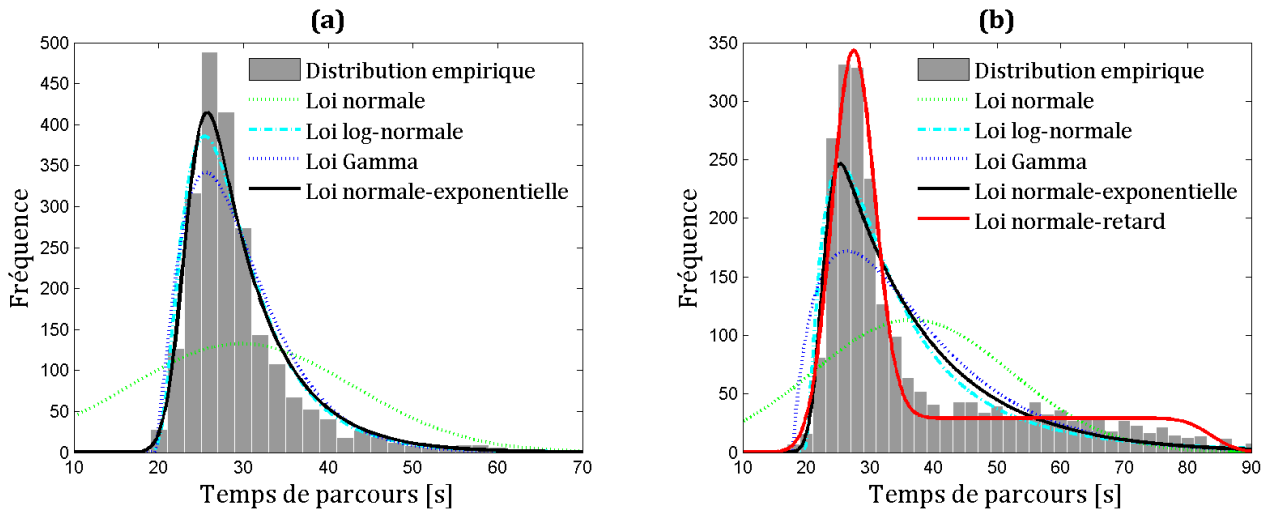 (a)
500
450
400
350
300
250
200
150
100
50
0
10 20 30 40 50 60 70
Fréquence
Temps de parcours [s]
Distribution empirique
Loi normale
Loi log-normale
Loi Gamma
Loi normale-exponentielle
(b)
350
300
250
200
150
100
50
0
10 20 30 40 50 60 70 80 90
Fréquence
Temps de parcours [s]
Distribution empirique
Loi normale
Loi log-normale
Loi Gamma
Loi normale-exponentielle
Loi normale-retard